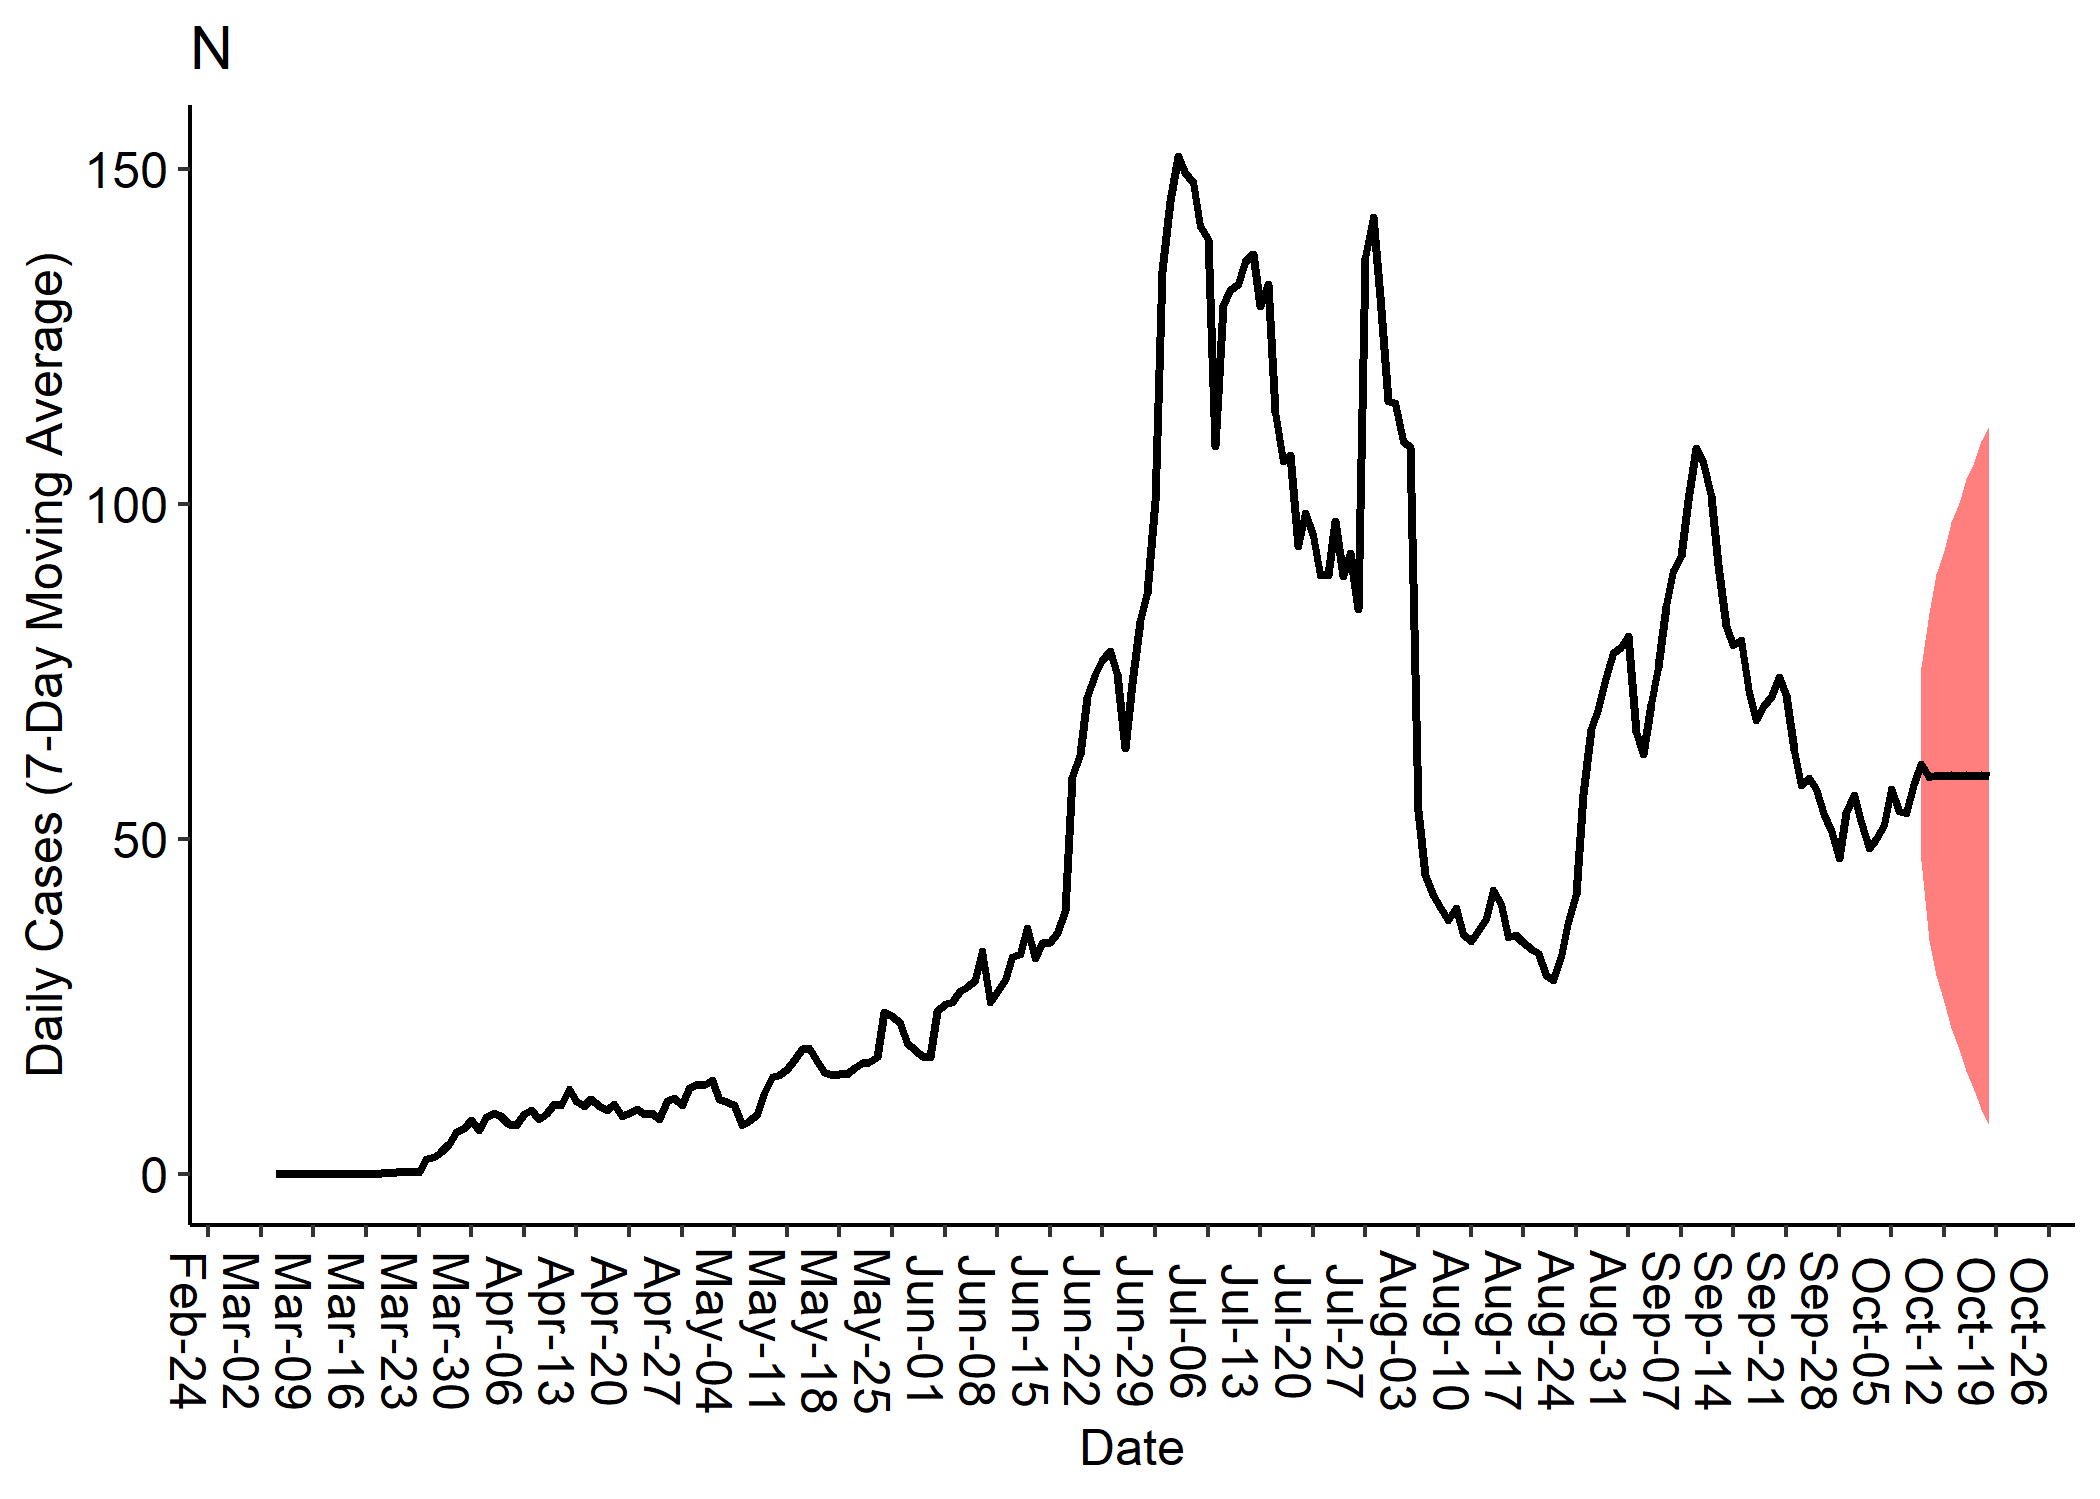 N
Daily Cases (7-Day Moving Average)
150
100
50
0
Feb-24
Mar-02
Mar-09
Mar-16
Mar-23
Mar-30
Apr-06
Apr-13
Apr-20
Apr-27
May-04
May-11
May-18
May-25
Jun-01
Jun-08
Jun-15
Jun-22
Jun-29
Jul-06
Jul-13
Jul-20
Jul-27
Aug-03
Aug-10
Aug-17
Aug-24
Aug-31
Sep-07
Sep-14
Sep-21
Sep-28
Oct-05
Oct-12
Oct-19
Oct-26
Date